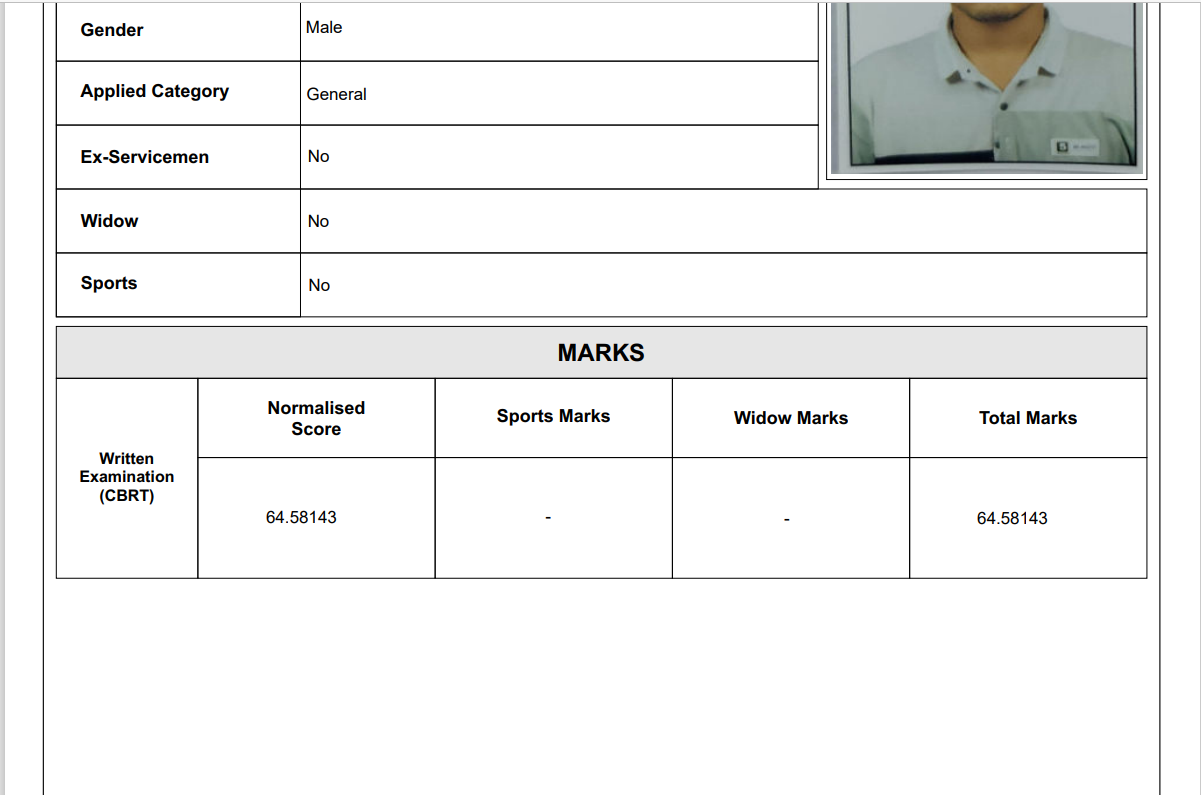 Gender Male
Applied Category General
Ex-Servicemen No
Widow No
Sports No
MARKS
Written Examination (CBRT)
Normalised Score
Sports Marks
Widow Marks
Total Marks
64.58143 - - 64.58143